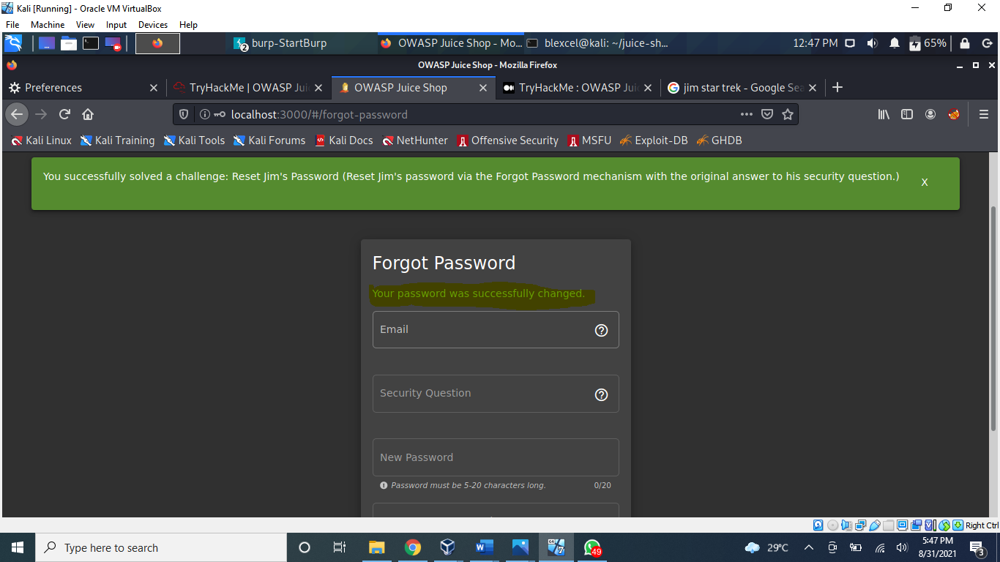 Kali [Running] - Oracle VM VirtualBox
File Machine View Input Devices Help
2 burp-StartBurp OWASP Juice Shop - Mo... blexcel@kali: ~/juice-sh... 12:47 PM 65%
OWASP Juice Shop - Mozilla Firefox
Preferences TryHackMe | OWASP Juic OWASP Juice Shop TryHackMe : OWASP Juic jim star trek - Google Sea
localhost:3000/#/forgot-password
Kali Linux Kali Training Kali Tools Kali Forums Kali Docs NetHunter Offensive Security MSFU Exploit-DB GHDB
You successfully solved a challenge: Reset Jim's Password (Reset Jim's password via the Forgot Password mechanism with the original answer to his security question.) X
Forgot Password
Your password was successfully changed.
Email
Security Question
New Password
Password must be 5-20 characters long. 0/20
Right Ctrl
Type here to search 49 29°C 5:47 PM
8/31/2021 3